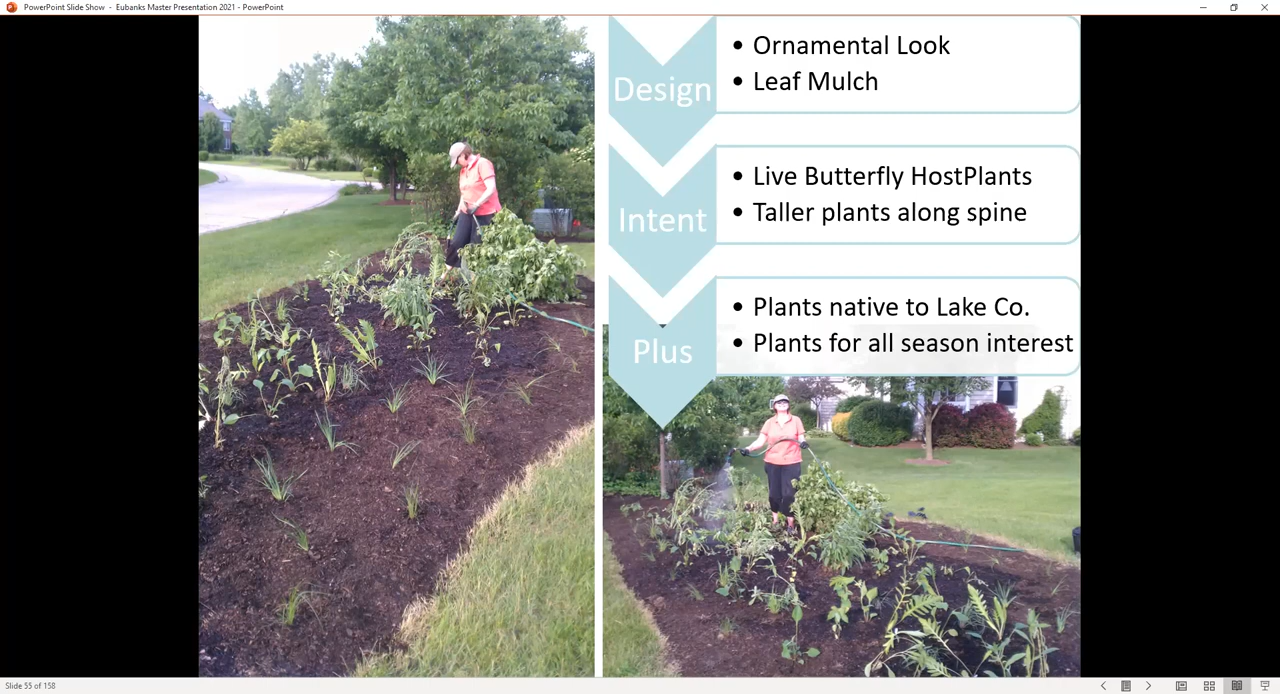 PowerPoint Slide Show - Eubanks Master Presentation 2021 - PowerPoint
Design
• Ornamental Look
• Leaf Mulch
Intent
• Live Butterfly HostPlants
• Taller plants along spine
Plus
• Plants native to Lake Co.
• Plants for all season interest
Slide 55 of 158